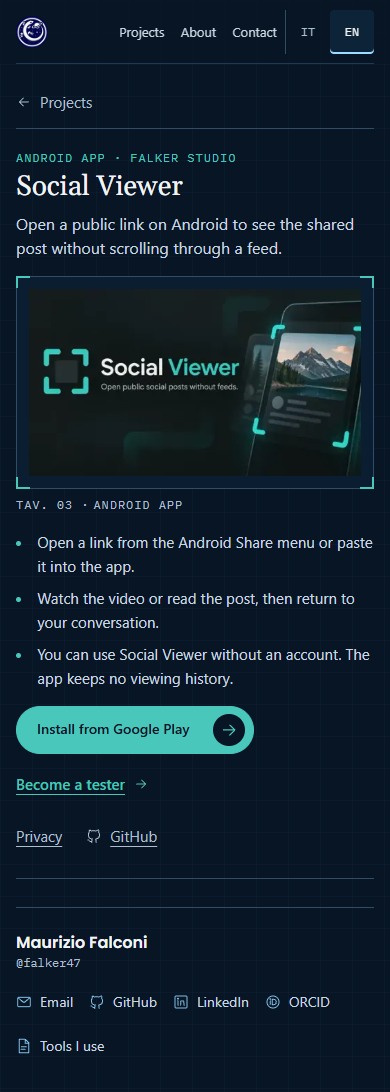 Projects About Contact IT EN
← Projects
ANDROID APP · FALKER STUDIO
Social Viewer
Open a public link on Android to see the shared
post without scrolling through a feed.
Social Viewer
Open public social posts without feeds.
TAV. 03 · ANDROID APP
• Open a link from the Android Share menu or paste
it into the app.
• Watch the video or read the post, then return to
your conversation.
• You can use Social Viewer without an account. The
app keeps no viewing history.
Install from Google Play →
Become a tester →
Privacy GitHub
Maurizio Falconi
@falker47
Email GitHub LinkedIn ORCID
Tools I use